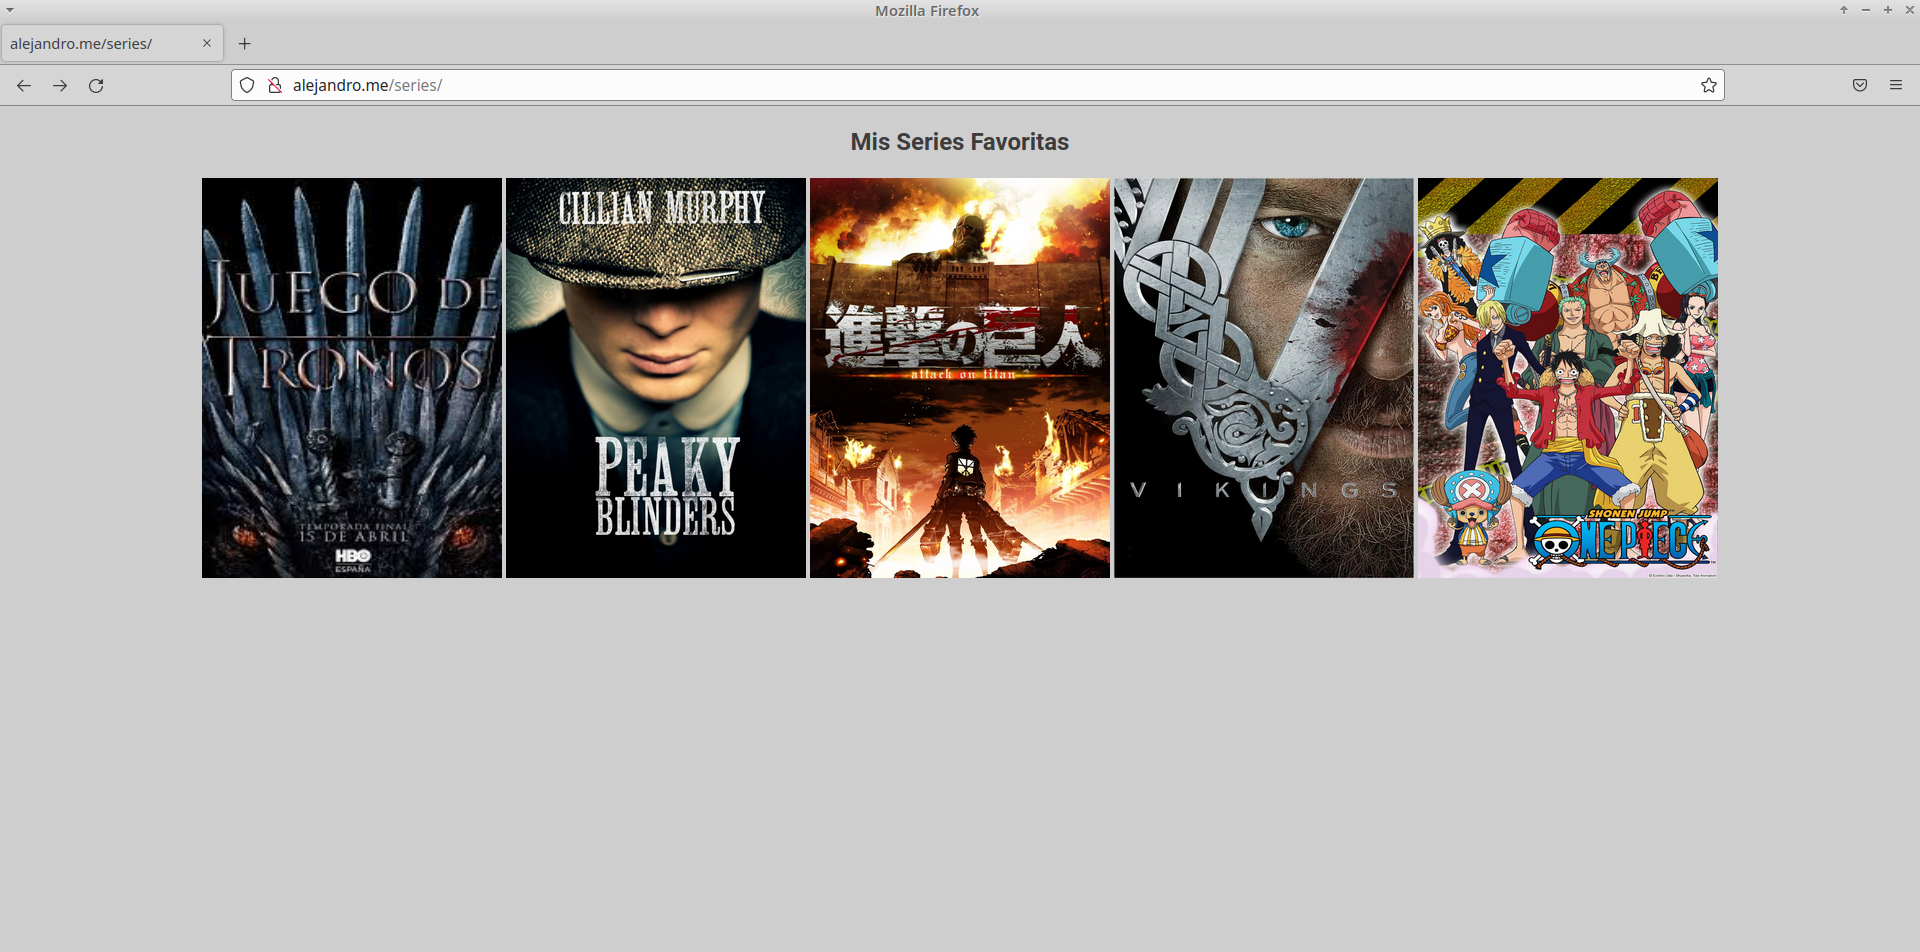 Mozilla Firefox
alejandro.me/series/
alejandro.me/series/
Mis Series Favoritas
JUEGO DE
TRONOS
TEMPORADA FINAL
15 DE ABRIL
HBO
ESPAÑA
CILLIAN MURPHY
PEAKY
BLINDERS
進撃の巨人
attack on titan
VIKINGS
SHONEN JUMP
ONE PIECE